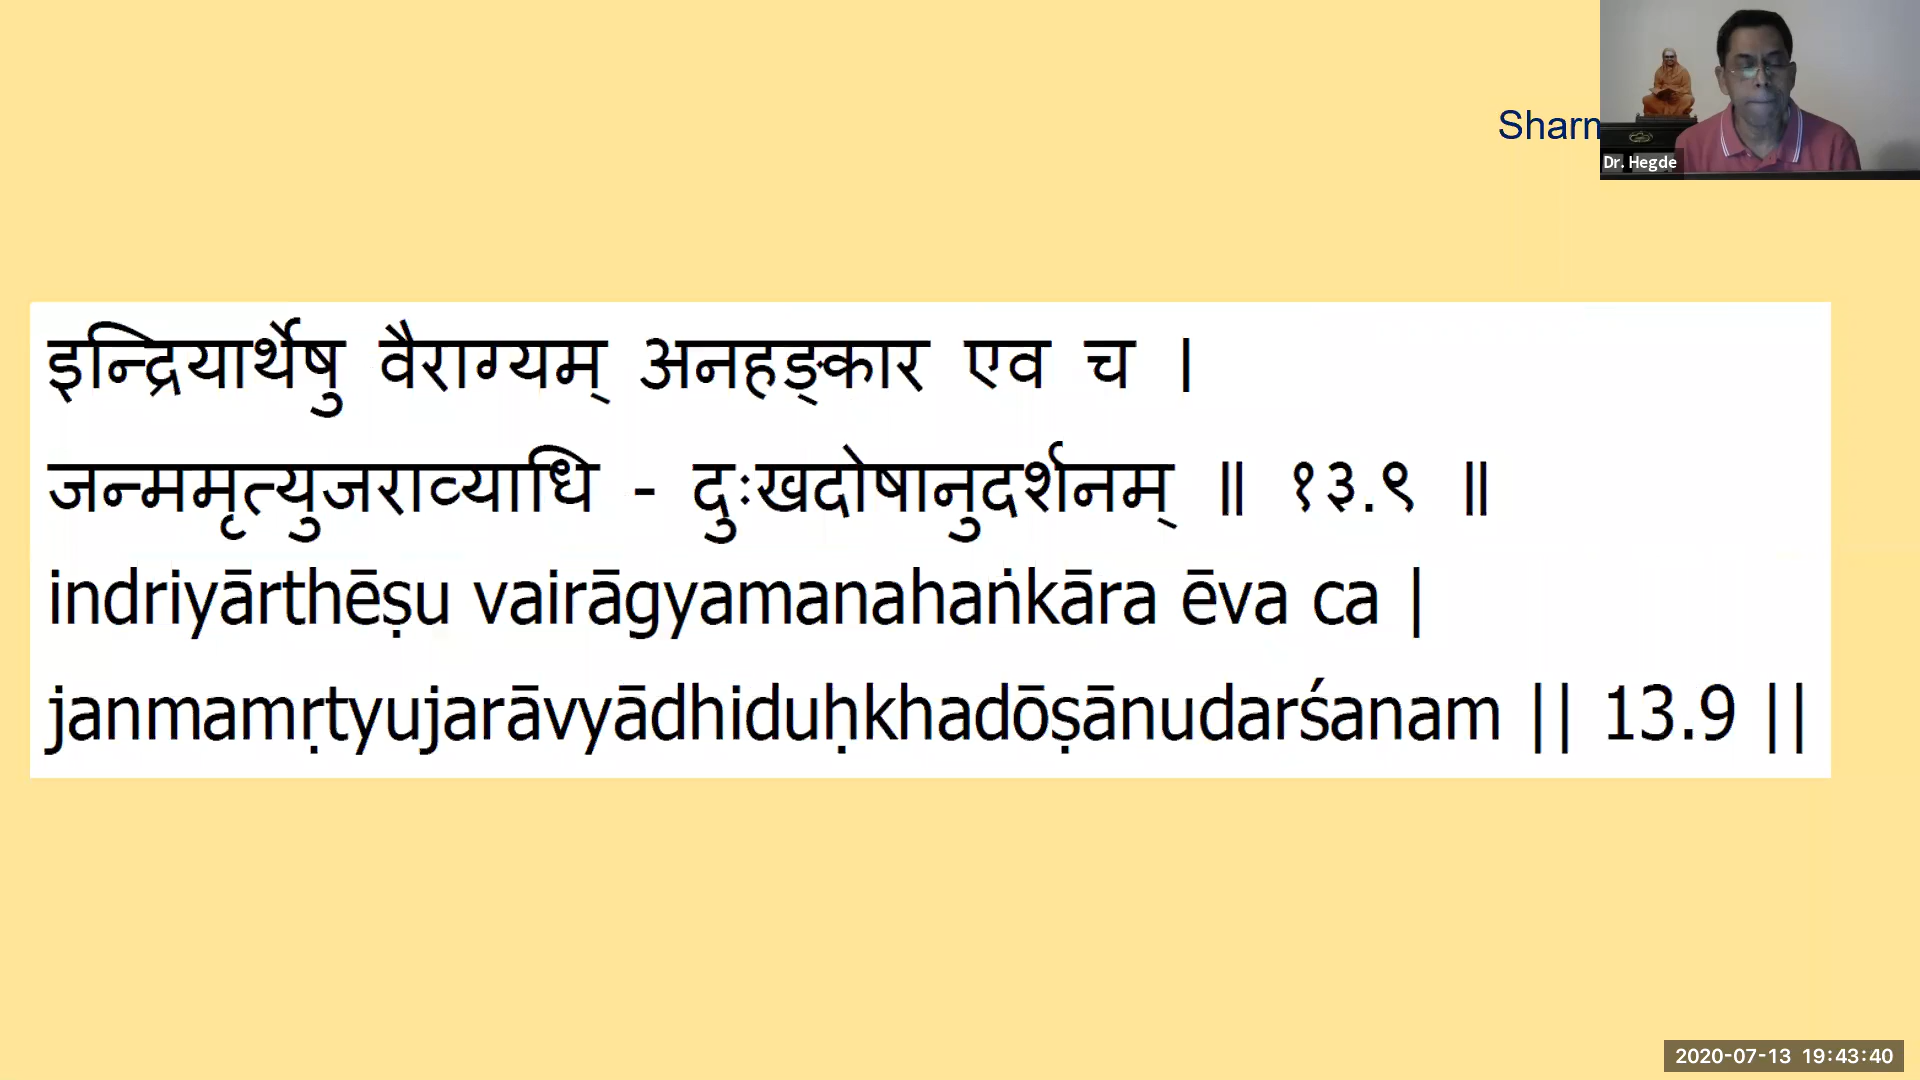 Sharm
Dr. Hegde
इन्द्रियार्थेषु वैराग्यम् अनहङ्कार एव च ।
जन्ममृत्युजराव्याधि - दुःखदोषानुदर्शनम् ॥ १३.९ ॥
indriyārthēṣu vairāgyamanahaṅkāra ēva ca |
janmamṛtyujarāvyādhiduḥkhadōṣānudarśanam || 13.9 ||
2020-07-13 19:43:40